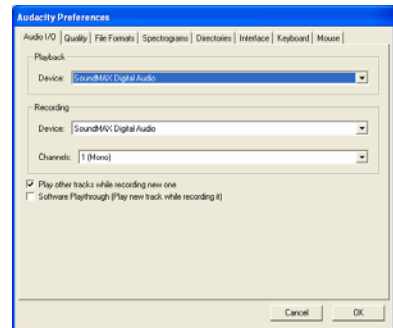 Audacity Preferences
Audio I/O Quality File Formats Spectrograms Directories Interface Keyboard Mouse
Playback
Device: SoundMAX Digital Audio
Recording
Device: SoundMAX Digital Audio
Channels: 1 (Mono)
Play other tracks while recording new one
Software Playthrough (Play new track while recording it)
Cancel OK